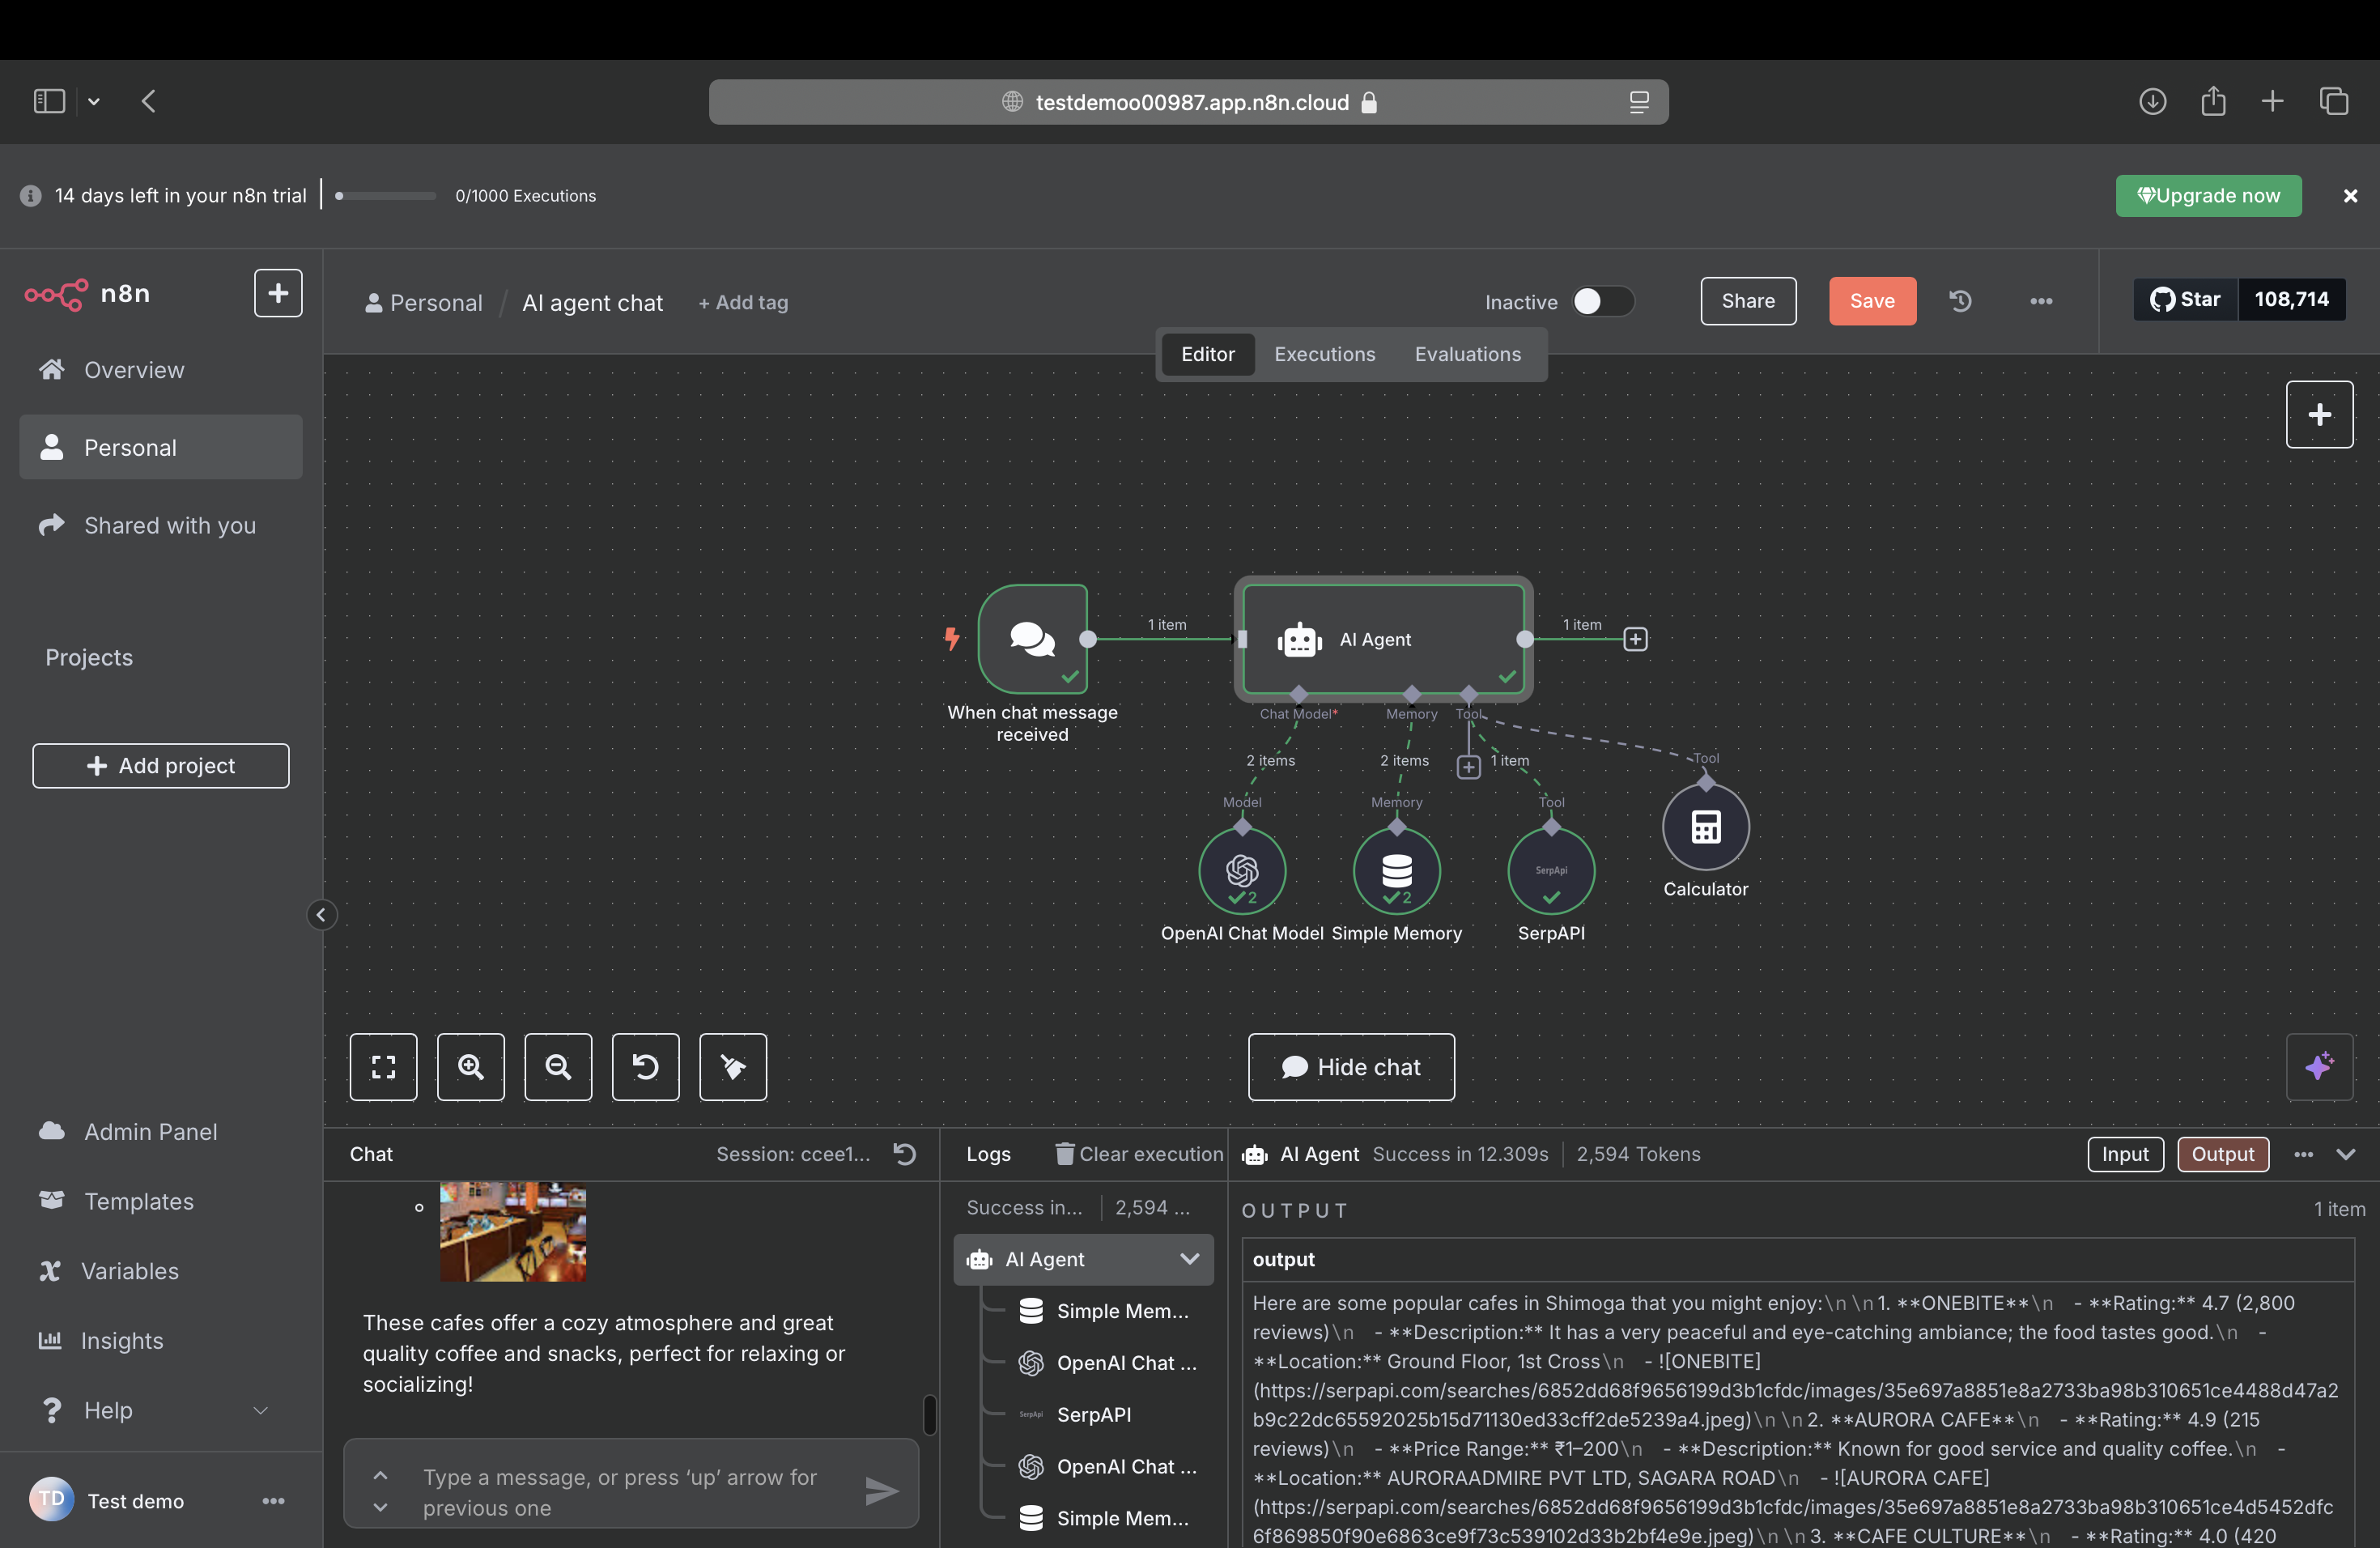 testdemoo00987.app.n8n.cloud
14 days left in your n8n trial
0/1000 Executions
Upgrade now
n8n
Personal / AI agent chat
+ Add tag
Inactive
Share
Save
Star
108,714
Editor
Executions
Evaluations
Overview
Personal
Shared with you
Projects
Add project
Admin Panel
Templates
Variables
Insights
Help
TD
Test demo
1 item
AI Agent
1 item
When chat message
received
Chat Model*
Memory
Tool
2 items
2 items
1 item
Tool
Model
Memory
Tool
SerpApi
2
2
Calculator
OpenAI Chat Model
Simple Memory
SerpAPI
Hide chat
Chat
Session: ccee1...
These cafes offer a cozy atmosphere and great
quality coffee and snacks, perfect for relaxing or
socializing!
Type a message, or press ‘up’ arrow for
previous one
Logs
Clear execution
Success in...
2,594 ...
AI Agent
Simple Mem...
OpenAI Chat ...
SerpApi
SerpAPI
OpenAI Chat ...
Simple Mem...
AI Agent
Success in 12.309s
2,594 Tokens
Input
Output
OUTPUT
1 item
output
Here are some popular cafes in Shimoga that you might enjoy:\n\n1. **ONEBITE**\n - **Rating:** 4.7 (2,800
reviews)\n - **Description:** It has a very peaceful and eye-catching ambiance; the food tastes good.\n -
**Location:** Ground Floor, 1st Cross\n - ![ONEBITE]
(https://serpapi.com/searches/6852dd68f9656199d3b1cfdc/images/35e697a8851e8a2733ba98b310651ce4488d47a2
b9c22dc65592025b15d71130ed33cff2de5239a4.jpeg)\n\n2. **AURORA CAFE**\n - **Rating:** 4.9 (215
reviews)\n - **Price Range:** ₹1–200\n - **Description:** Known for good service and quality coffee.\n -
**Location:** AURORAADMIRE PVT LTD, SAGARA ROAD\n - ![AURORA CAFE]
(https://serpapi.com/searches/6852dd68f9656199d3b1cfdc/images/35e697a8851e8a2733ba98b310651ce4d5452dfc
6f869850f90e6863ce9f73c539102d33b2bf4e9e.jpeg)\n\n3. **CAFE CULTURE**\n - **Rating:** 4.0 (420